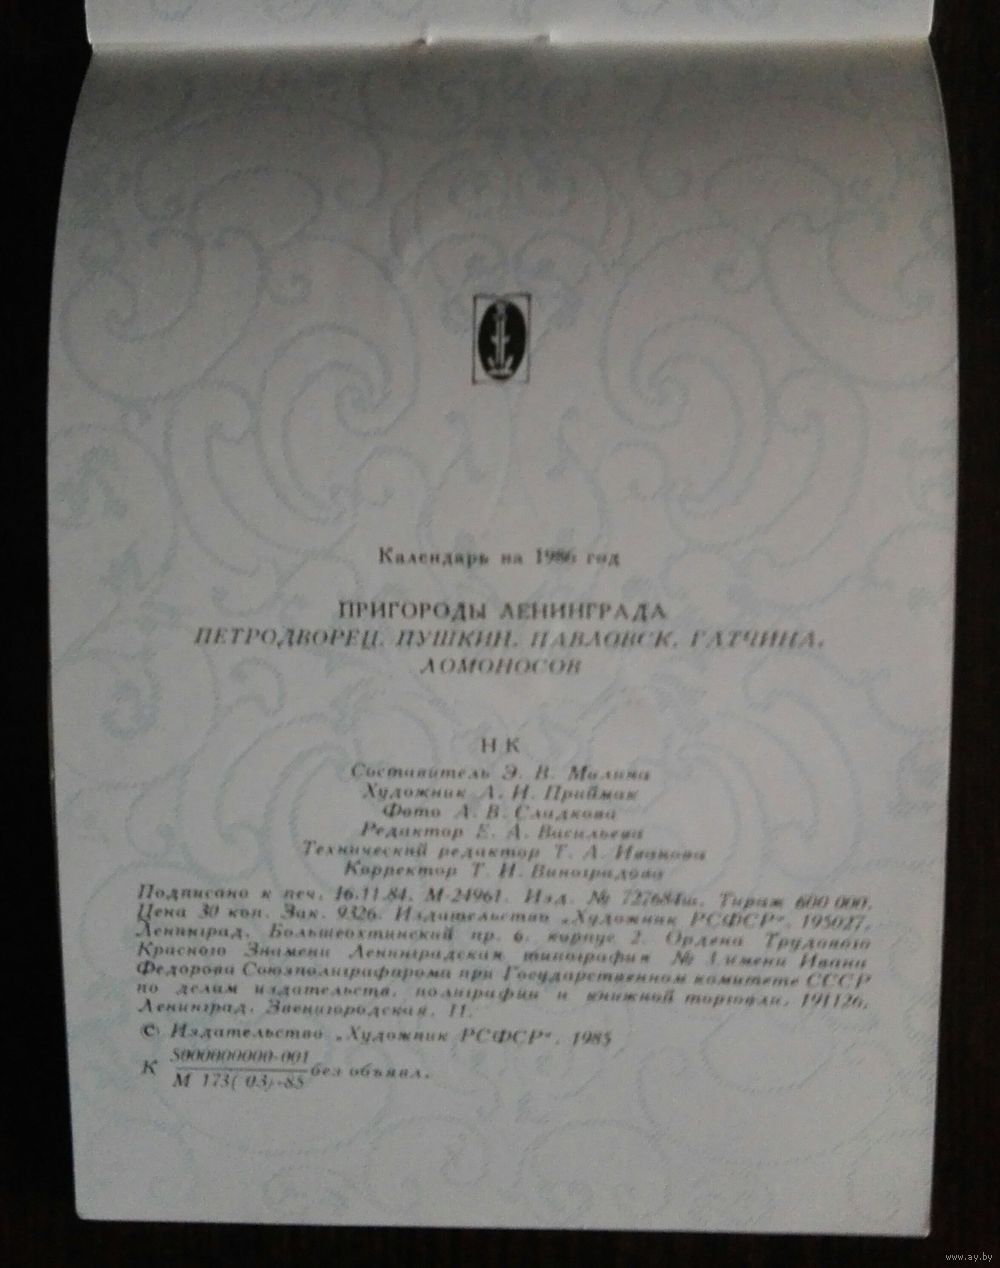 Календарь на 1986 год
ПРИГОРОДЫ ЛЕНИНГРАДА
ПЕТРОДВОРЕЦ, ПУШКИН, ПАВЛОВСК, ГАТЧИНА,
ЛОМОНОСОВ
Н К
Составитель Э. В. Малина
Художник А. И. Приймак
Фото А. В. Сладкова
Редактор Е. А. Васильева
Технический редактор Т. А. Иванова
Корректор Т. И. Виноградова
Подписано к печ. 16.11.84. М-24961. Изд. № 727684ш. Тираж 600 000.
Цена 30 коп. Зак. 9326. Издательство „Художник РСФСР“. 195027,
Ленинград, Большеохтинский пр. 6, корпус 2. Ордена Трудового
Красного Знамени Ленинградская типография № 3 имени Ивана
Федорова Союзполиграфпрома при Государственном комитете СССР
по делам издательств, полиграфии и книжной торговли. 191126,
Ленинград, Звенигородская, 11.
© Издательство „Художник РСФСР“, 1985
К 5000000000-001
М 173(03)-85 без объявл.
www.ay.by